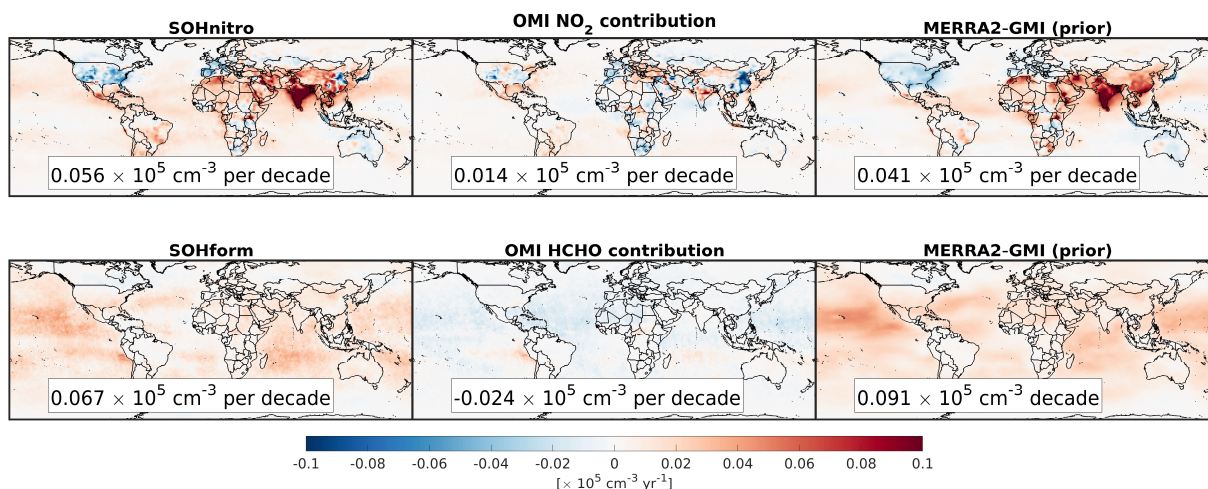 SOHnitro
OMI NO2 contribution
MERRA2-GMI (prior)
0.056 × 10^5 cm^-3 per decade
0.014 × 10^5 cm^-3 per decade
0.041 × 10^5 cm^-3 per decade
SOHform
OMI HCHO contribution
MERRA2-GMI (prior)
0.067 × 10^5 cm^-3 per decade
-0.024 × 10^5 cm^-3 per decade
0.091 × 10^5 cm^-3 decade
-0.1 -0.08 -0.06 -0.04 -0.02 0 0.02 0.04 0.06 0.08 0.1
[× 10^5 cm^-3 yr^-1]